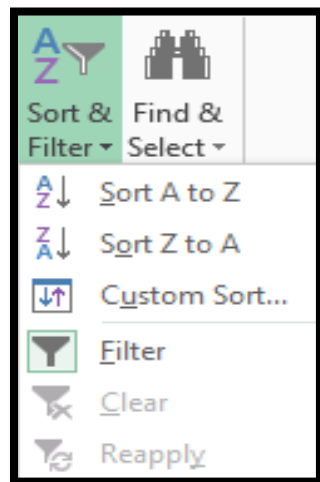 Sort & Find &
Filter Select
Sort A to Z
Sort Z to A
Custom Sort...
Filter
Clear
Reapply